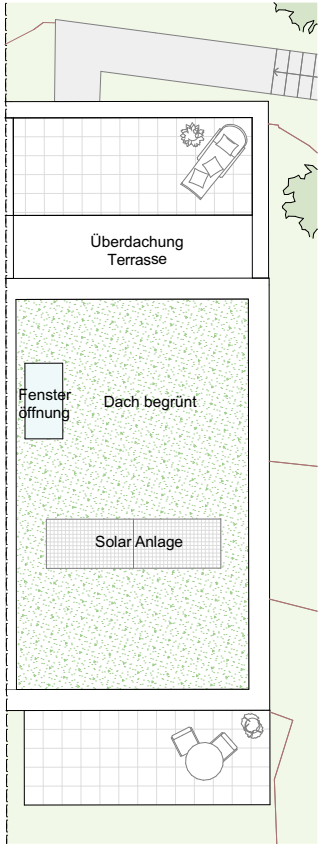 Überdachung
Terrasse
Fenster
öffnung
Dach begrünt
Solar Anlage